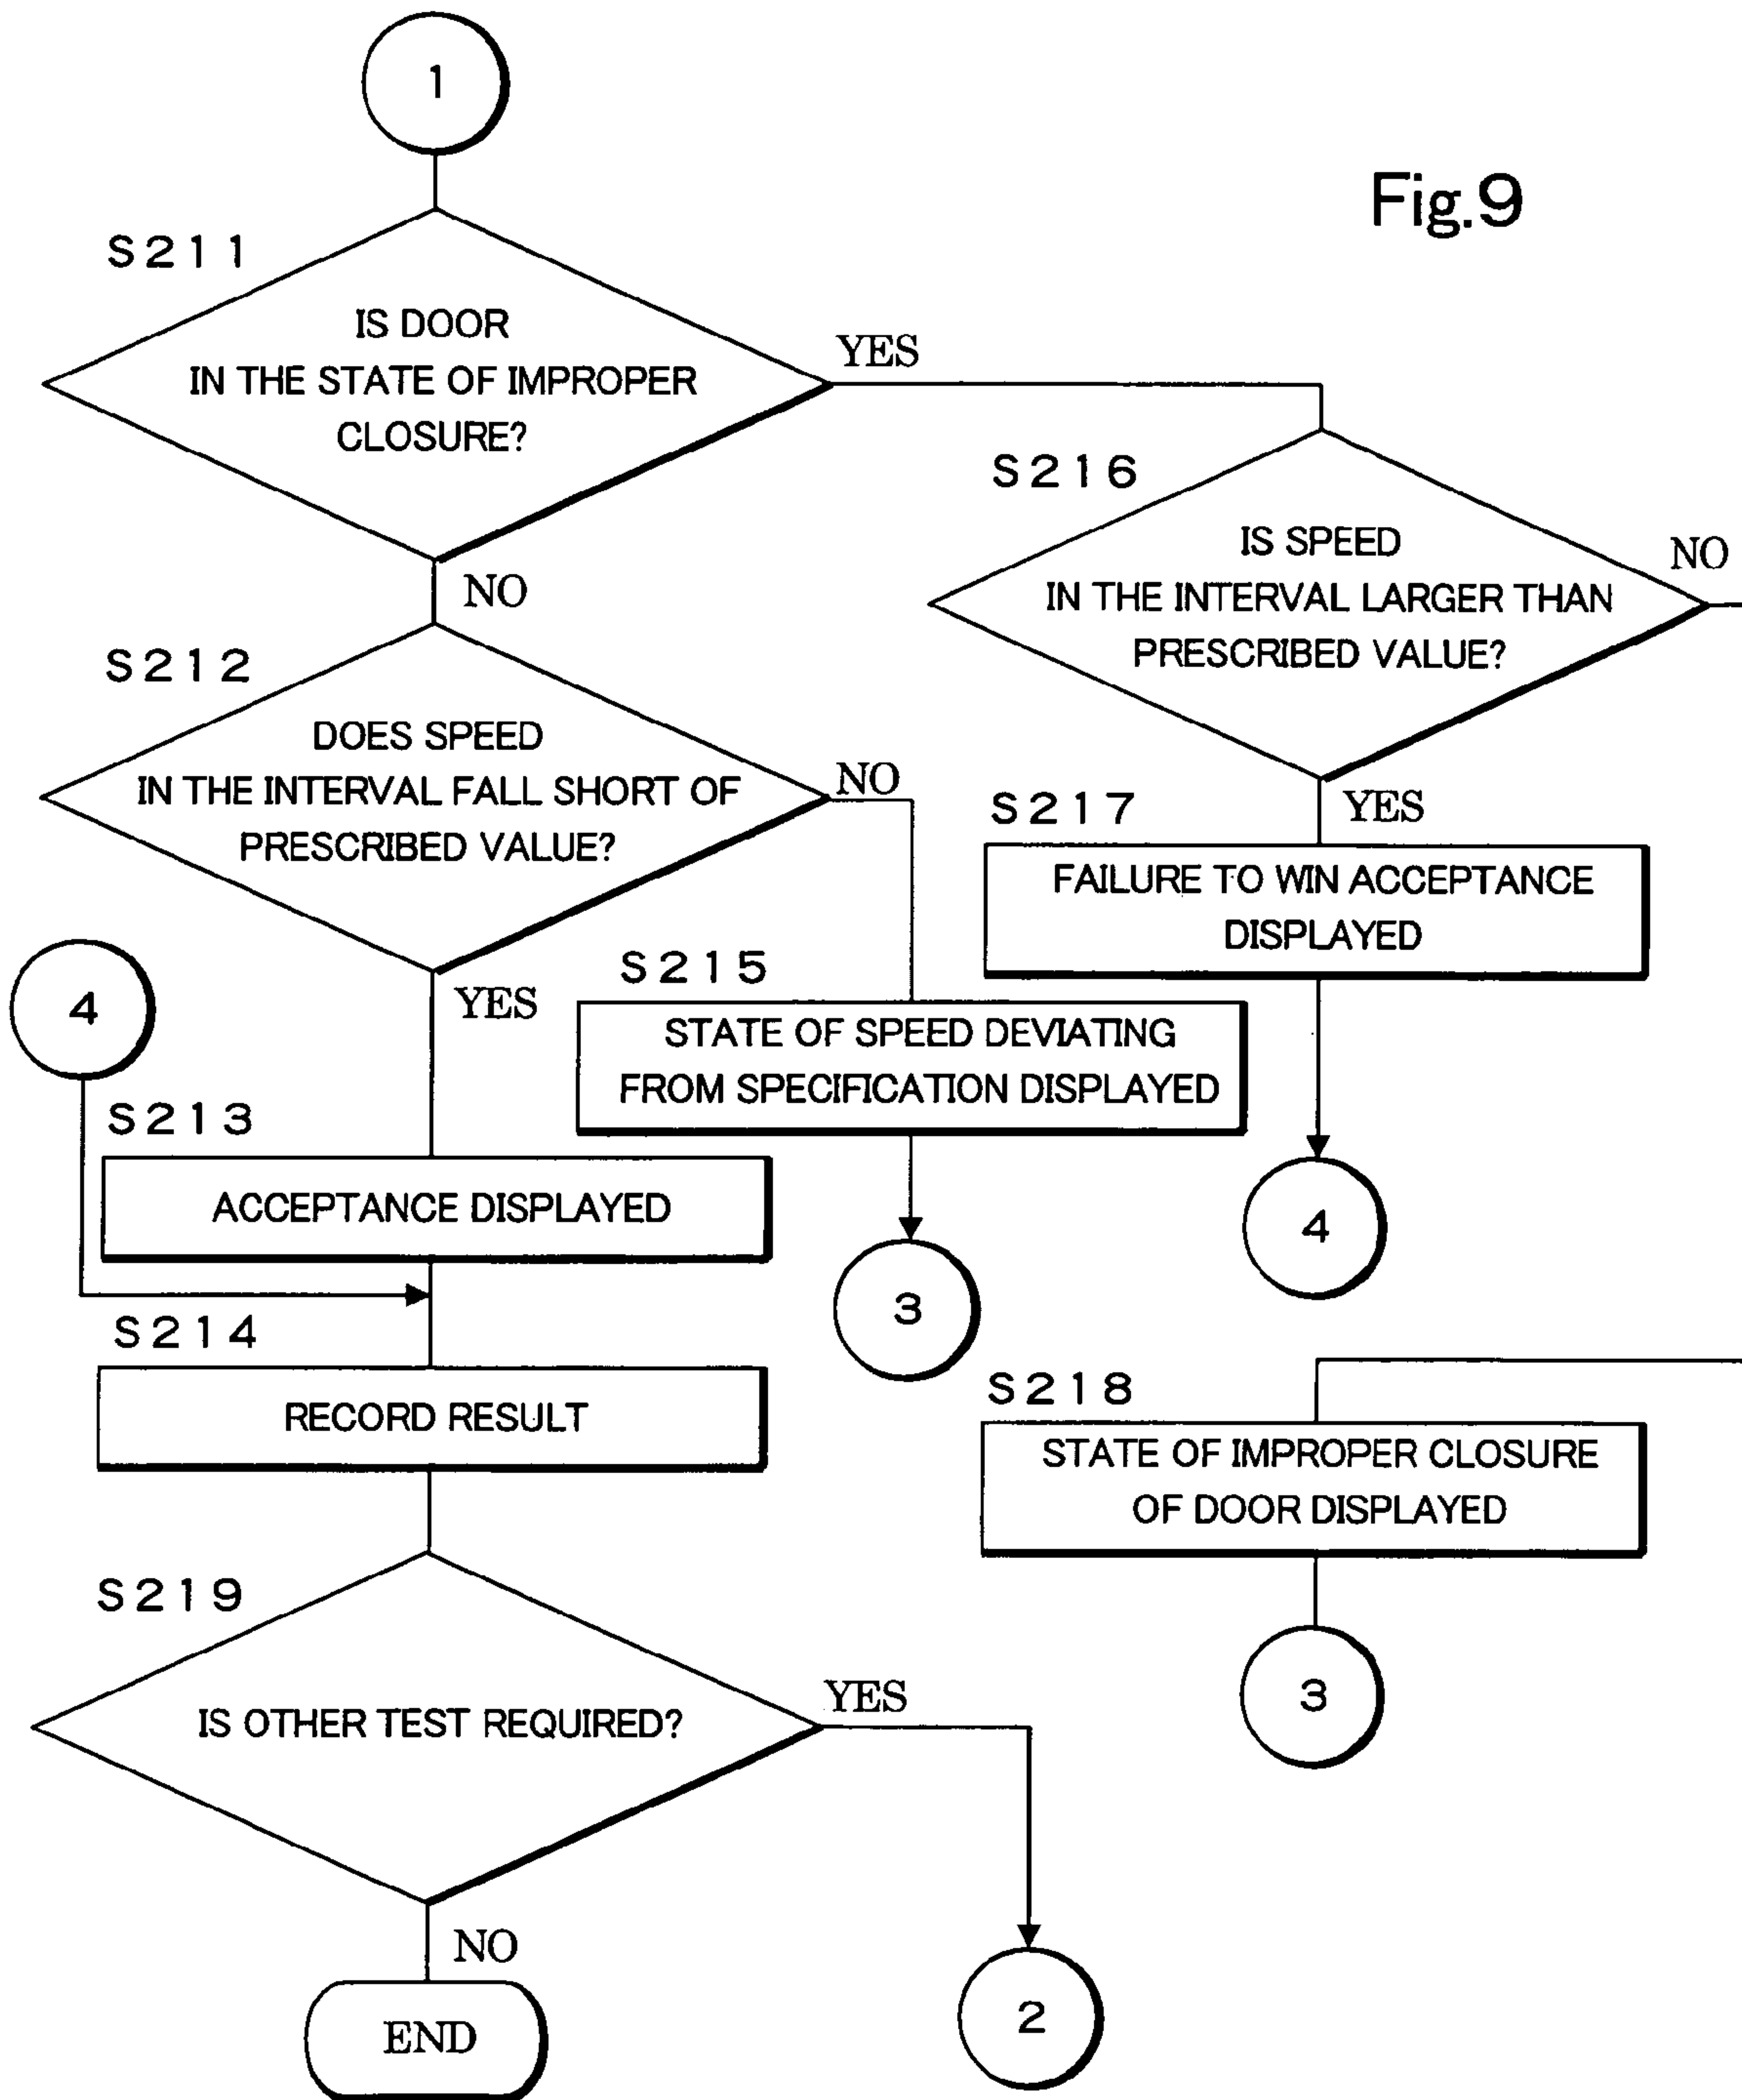 1
Fig.9
S211
IS DOOR
IN THE STATE OF IMPROPER
CLOSURE?
YES
NO
S216
IS SPEED
IN THE INTERVAL LARGER THAN
PRESCRIBED VALUE?
NO
YES
S212
DOES SPEED
IN THE INTERVAL FALL SHORT OF
PRESCRIBED VALUE?
NO
YES
S217
FAILURE TO WIN ACCEPTANCE
DISPLAYED
4
S215
STATE OF SPEED DEVIATING
FROM SPECIFICATION DISPLAYED
3
4
S213
ACCEPTANCE DISPLAYED
S214
RECORD RESULT
S218
STATE OF IMPROPER CLOSURE
OF DOOR DISPLAYED
3
S219
IS OTHER TEST REQUIRED?
YES
NO
2
END